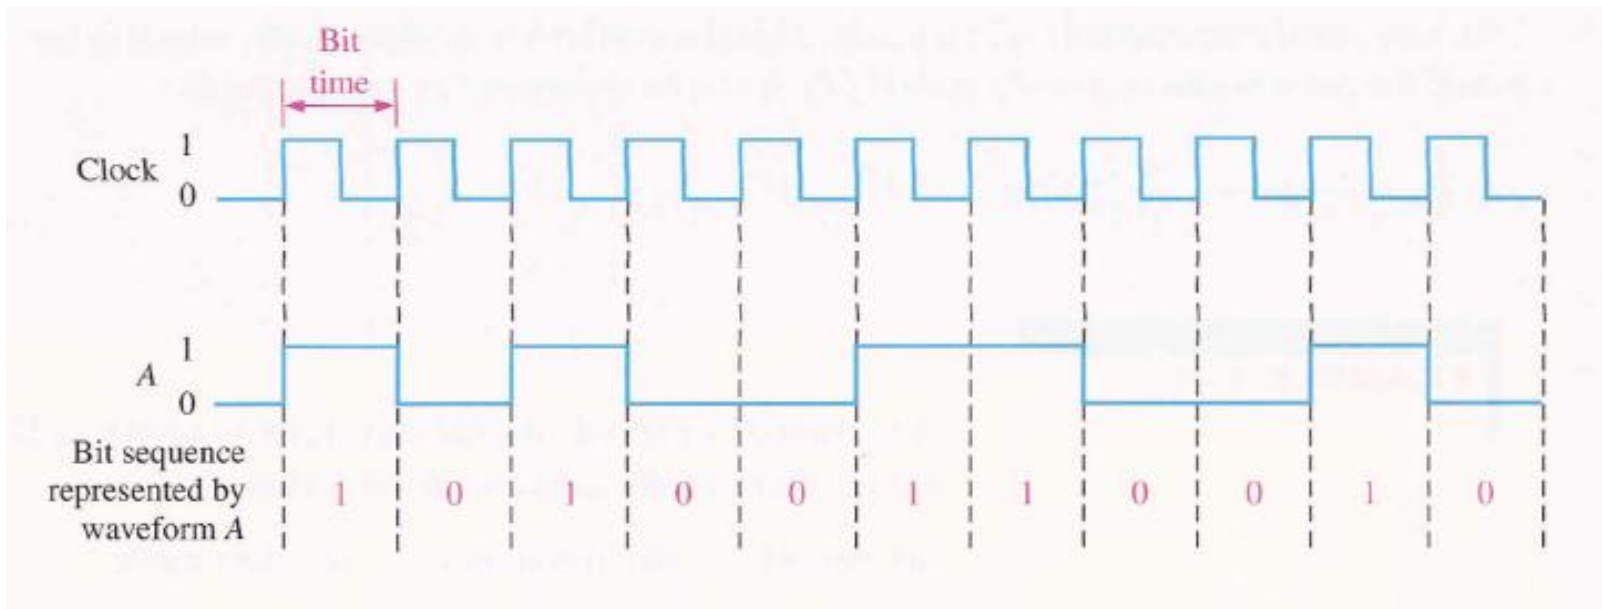 Bit
time
1
Clock
0
1
A
0
Bit sequence
represented by
waveform A
1 0 1 0 0 1 1 0 0 1 0